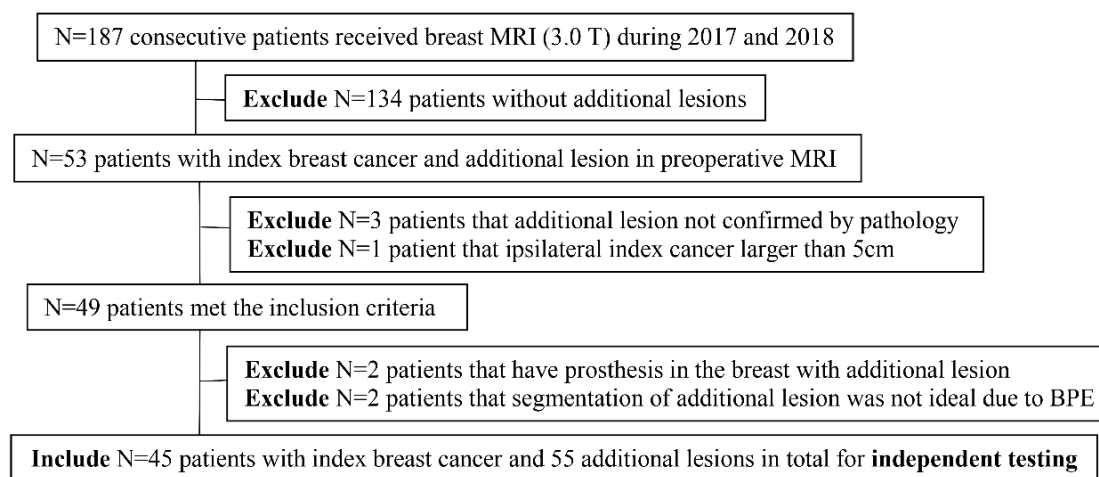 N=187 consecutive patients received breast MRI (3.0 T) during 2017 and 2018
Exclude N=134 patients without additional lesions
N=53 patients with index breast cancer and additional lesion in preoperative MRI
Exclude N=3 patients that additional lesion not confirmed by pathology
Exclude N=1 patient that ipsilateral index cancer larger than 5cm
N=49 patients met the inclusion criteria
Exclude N=2 patients that have prosthesis in the breast with additional lesion
Exclude N=2 patients that segmentation of additional lesion was not ideal due to BPE
Include N=45 patients with index breast cancer and 55 additional lesions in total for independent testing